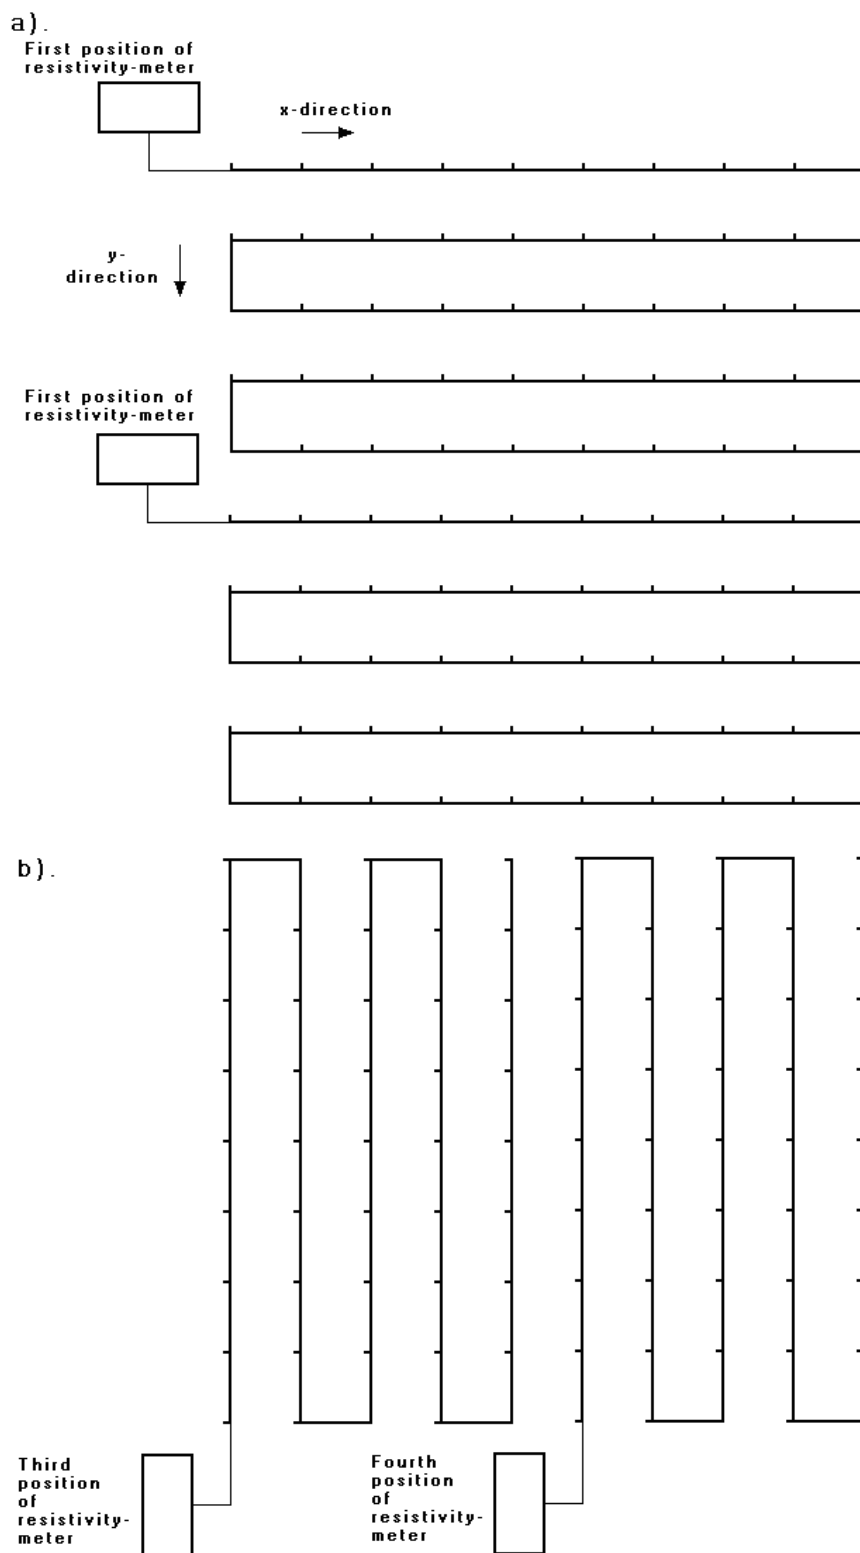 a).
First position of
resistivity-meter
x-direction
y-
direction
First position of
resistivity-meter
b).
Third
position
of
resistivity-
meter
Fourth
position
of
resistivity-
meter